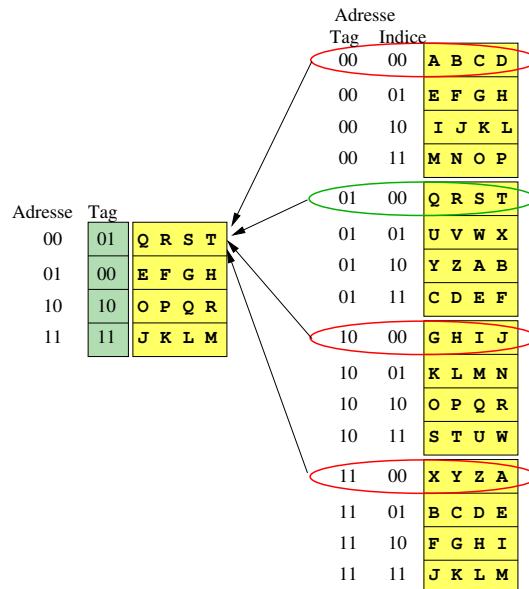 Adresse
Tag Indice
00 00 A B C D
00 01 E F G H
00 10 I J K L
00 11 M N O P
01 00 Q R S T
01 01 U V W X
01 10 Y Z A B
01 11 C D E F
10 00 G H I J
10 01 K L M N
10 10 O P Q R
10 11 S T U W
11 00 X Y Z A
11 01 B C D E
11 10 F G H I
11 11 J K L M
Adresse Tag
00 01 Q R S T
01 00 E F G H
10 10 O P Q R
11 11 J K L M